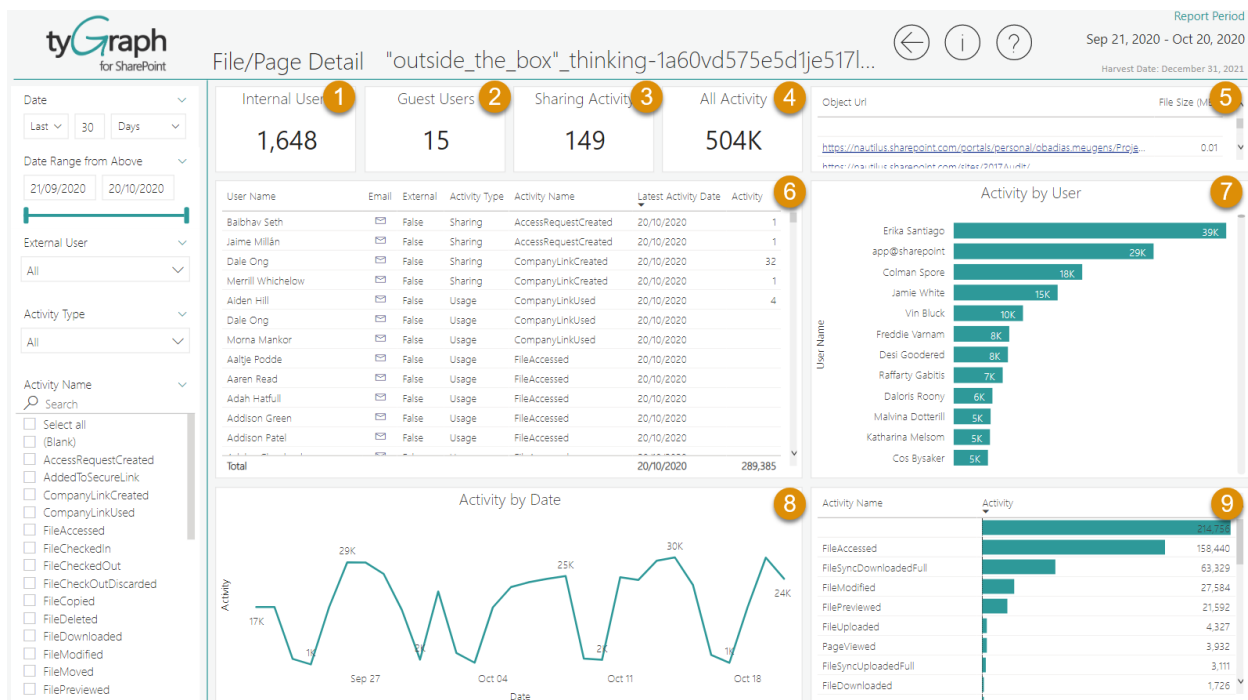 tyGraph
for SharePoint
File/Page Detail "outside_the_box"_thinking-1a60vd575e5d1je517l...
Report Period
Sep 21, 2020 - Oct 20, 2020
Harvest Date: December 31, 2021
Date
Last 30 Days
Date Range from Above
21/09/2020 20/10/2020
External User
All
Activity Type
All
Activity Name
Search
Select all
(Blank)
AccessRequestCreated
AddedToSecureLink
CompanyLinkCreated
CompanyLinkUsed
FileAccessed
FileCheckedIn
FileCheckedOut
FileCheckOutDiscarded
FileCopied
FileDeleted
FileDownloaded
FileModified
FileMoved
FilePreviewed
Internal User 1
1,648
Guest Users 2
15
Sharing Activity 3
149
All Activity 4
504K
Object Url File Size (M 5
https://nautilus.sharepoint.com/portals/personal/obadias.meugens/Proje... 0.01
https://nautilus.sharepoint.com/sites/2017Audit/
6
User Name Email External Activity Type Activity Name Latest Activity Date Activity
Baibhav Seth False Sharing AccessRequestCreated 20/10/2020 1
Jaime Millán False Sharing AccessRequestCreated 20/10/2020 1
Dale Ong False Sharing CompanyLinkCreated 20/10/2020 32
Merrill Whichelow False Sharing CompanyLinkCreated 20/10/2020 1
Aiden Hill False Usage CompanyLinkUsed 20/10/2020 4
Dale Ong False Usage CompanyLinkUsed 20/10/2020
Morna Mankor False Usage CompanyLinkUsed 20/10/2020
Aaltje Podde False Usage FileAccessed 20/10/2020
Aaren Read False Usage FileAccessed 20/10/2020
Adah Hatfull False Usage FileAccessed 20/10/2020
Addison Green False Usage FileAccessed 20/10/2020
Addison Patel False Usage FileAccessed 20/10/2020
Total 20/10/2020 289,385
Activity by User 7
User Name
Erika Santiago 39K
app@sharepoint 29K
Colman Spore 18K
Jamie White 15K
Vin Bluck 10K
Freddie Varnam 8K
Desi Goodered 8K
Raffarty Gabitis 7K
Daloris Roony 6K
Malvina Dotterill 5K
Katharina Melsom 5K
Cos Bysaker 5K
Activity by Date 8
Activity
17K
1K
29K
2K
25K
2K
30K
1K
24K
Sep 27 Oct 04 Oct 11 Oct 18
Date
Activity Name Activity 9
214,756
FileAccessed 158,440
FileSyncDownloadedFull 63,329
FileModified 27,584
FilePreviewed 21,592
FileUploaded 4,327
PageViewed 3,932
FileSyncUploadedFull 3,111
FileDownloaded 1,726